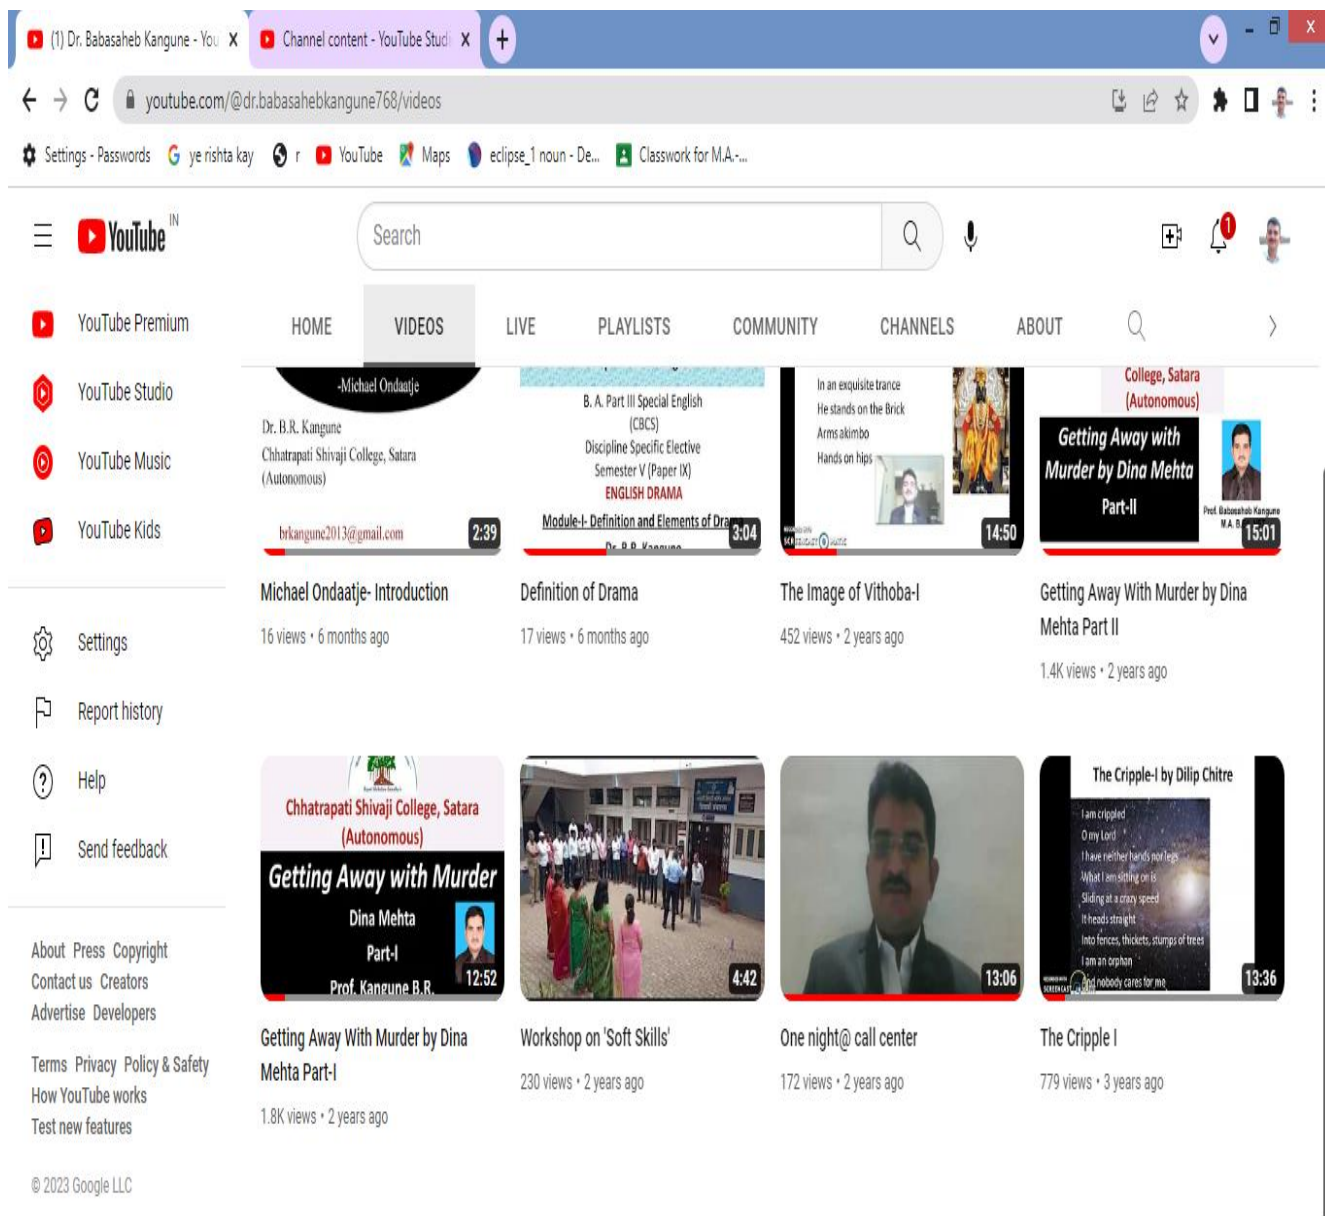 (1) Dr. Babasaheb Kangune - You
Channel content - YouTube Studi
youtube.com/@dr.babasahebkangune768/videos
Settings - Passwords
ye rishta kay
r
YouTube
Maps
eclipse_1 noun - De...
Classwork for M.A.-...
YouTube IN
Search
1
YouTube Premium
YouTube Studio
YouTube Music
YouTube Kids
Settings
Report history
Help
Send feedback
About Press Copyright
Contact us Creators
Advertise Developers
Terms Privacy Policy & Safety
How YouTube works
Test new features
© 2023 Google LLC
HOME VIDEOS LIVE PLAYLISTS COMMUNITY CHANNELS ABOUT
-Michael Ondaatje
Dr. B.R. Kangune
Chhatrapati Shivaji College, Satara
(Autonomous)
brkangune2013@gmail.com
2:39
Michael Ondaatje- Introduction
16 views • 6 months ago
B. A. Part III Special English
(CBCS)
Discipline Specific Elective
Semester V (Paper IX)
ENGLISH DRAMA
Module-I- Definition and Elements of Drama
Dr. B.R. Kangune
3:04
Definition of Drama
17 views • 6 months ago
In an exquisite trance
He stands on the Brick
Arms akimbo
Hands on hips
14:50
The Image of Vithoba-I
452 views • 2 years ago
College, Satara
(Autonomous)
Getting Away with
Murder by Dina Mehta
Part-II
Prof. Babasaheb Kangune
M.A.
15:01
Getting Away With Murder by Dina
Mehta Part II
1.4K views • 2 years ago
Chhatrapati Shivaji College, Satara
(Autonomous)
Getting Away with Murder
Dina Mehta
Part-I
Prof. Kangune B.R.
12:52
Getting Away With Murder by Dina
Mehta Part-I
1.8K views • 2 years ago
4:42
Workshop on 'Soft Skills'
230 views • 2 years ago
13:06
One night@ call center
172 views • 2 years ago
The Cripple-I by Dilip Chitre
I am crippled
O my Lord
I have neither hands nor legs
What I am sitting on is
Sliding at a crazy speed
It heads straight
Into fences, thickets, stumps of trees
I am an orphan
And nobody cares for me
13:36
The Cripple I
779 views • 3 years ago